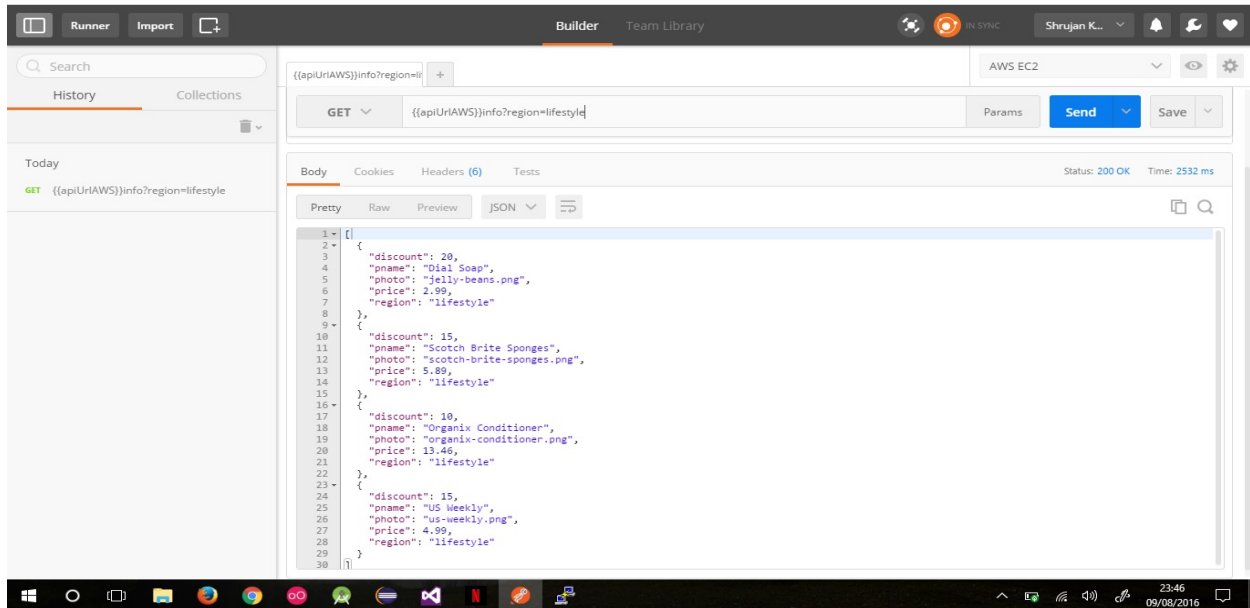 Runner Import Builder Team Library IN SYNC Shrujan K...
Search
History Collections
Today
GET {{apiUrlAWS}}info?region=lifestyle
{{apiUrlAWS}}info?region=li +
AWS EC2
GET {{apiUrlAWS}}info?region=lifestyle Params Send Save
Body Cookies Headers (6) Tests Status: 200 OK Time: 2532 ms
Pretty Raw Preview JSON
1 [
2 {
3 "discount": 20,
4 "pname": "Dial Soap",
5 "photo": "jelly-beans.png",
6 "price": 2.99,
7 "region": "lifestyle"
8 },
9 {
10 "discount": 15,
11 "pname": "Scotch Brite Sponges",
12 "photo": "scotch-brite-sponges.png",
13 "price": 5.89,
14 "region": "lifestyle"
15 },
16 {
17 "discount": 10,
18 "pname": "Organix Conditioner",
19 "photo": "organix-conditioner.png",
20 "price": 13.46,
21 "region": "lifestyle"
22 },
23 {
24 "discount": 15,
25 "pname": "US Weekly",
26 "photo": "us-weekly.png",
27 "price": 4.99,
28 "region": "lifestyle"
29 }
30 ]
23:46
09/08/2016